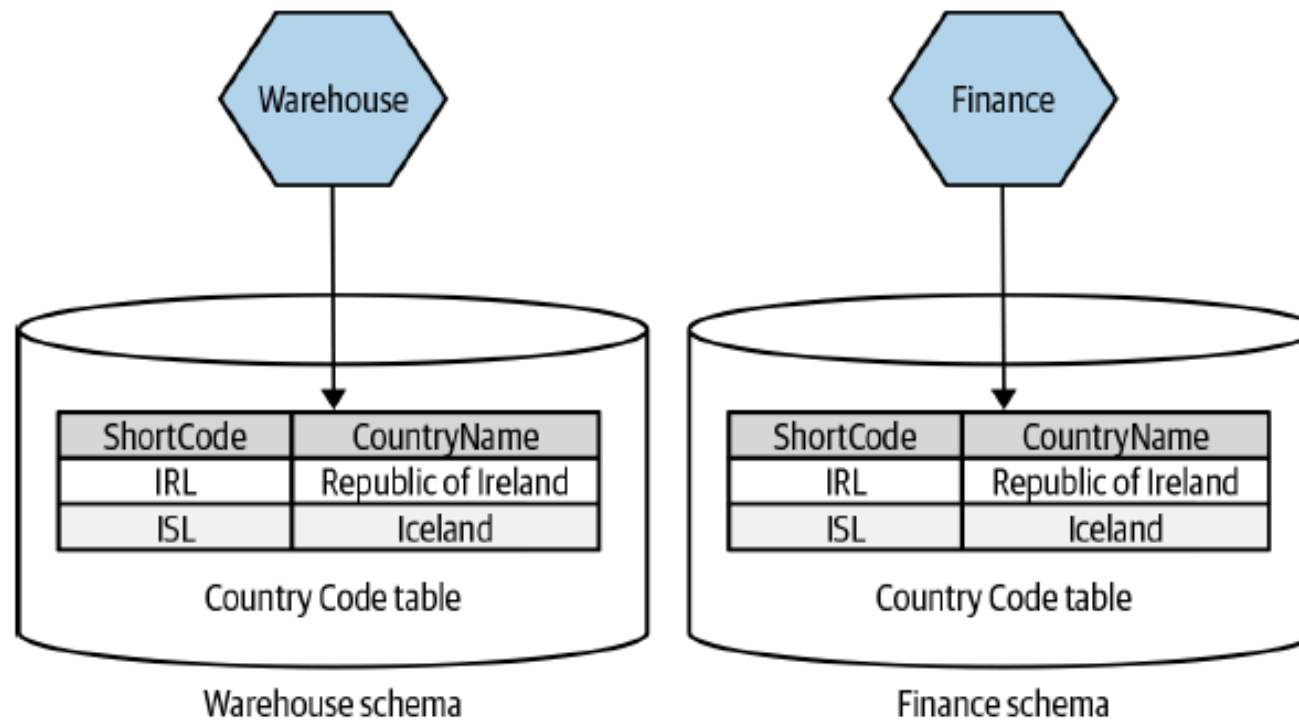 Warehouse
Finance
ShortCode CountryName
IRL Republic of Ireland
ISL Iceland
Country Code table
Warehouse schema
ShortCode CountryName
IRL Republic of Ireland
ISL Iceland
Country Code table
Finance schema